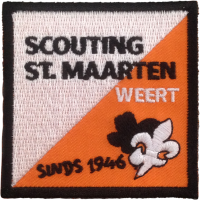 SCOUTING
ST. MAARTEN
WEERT
SINDS 1946